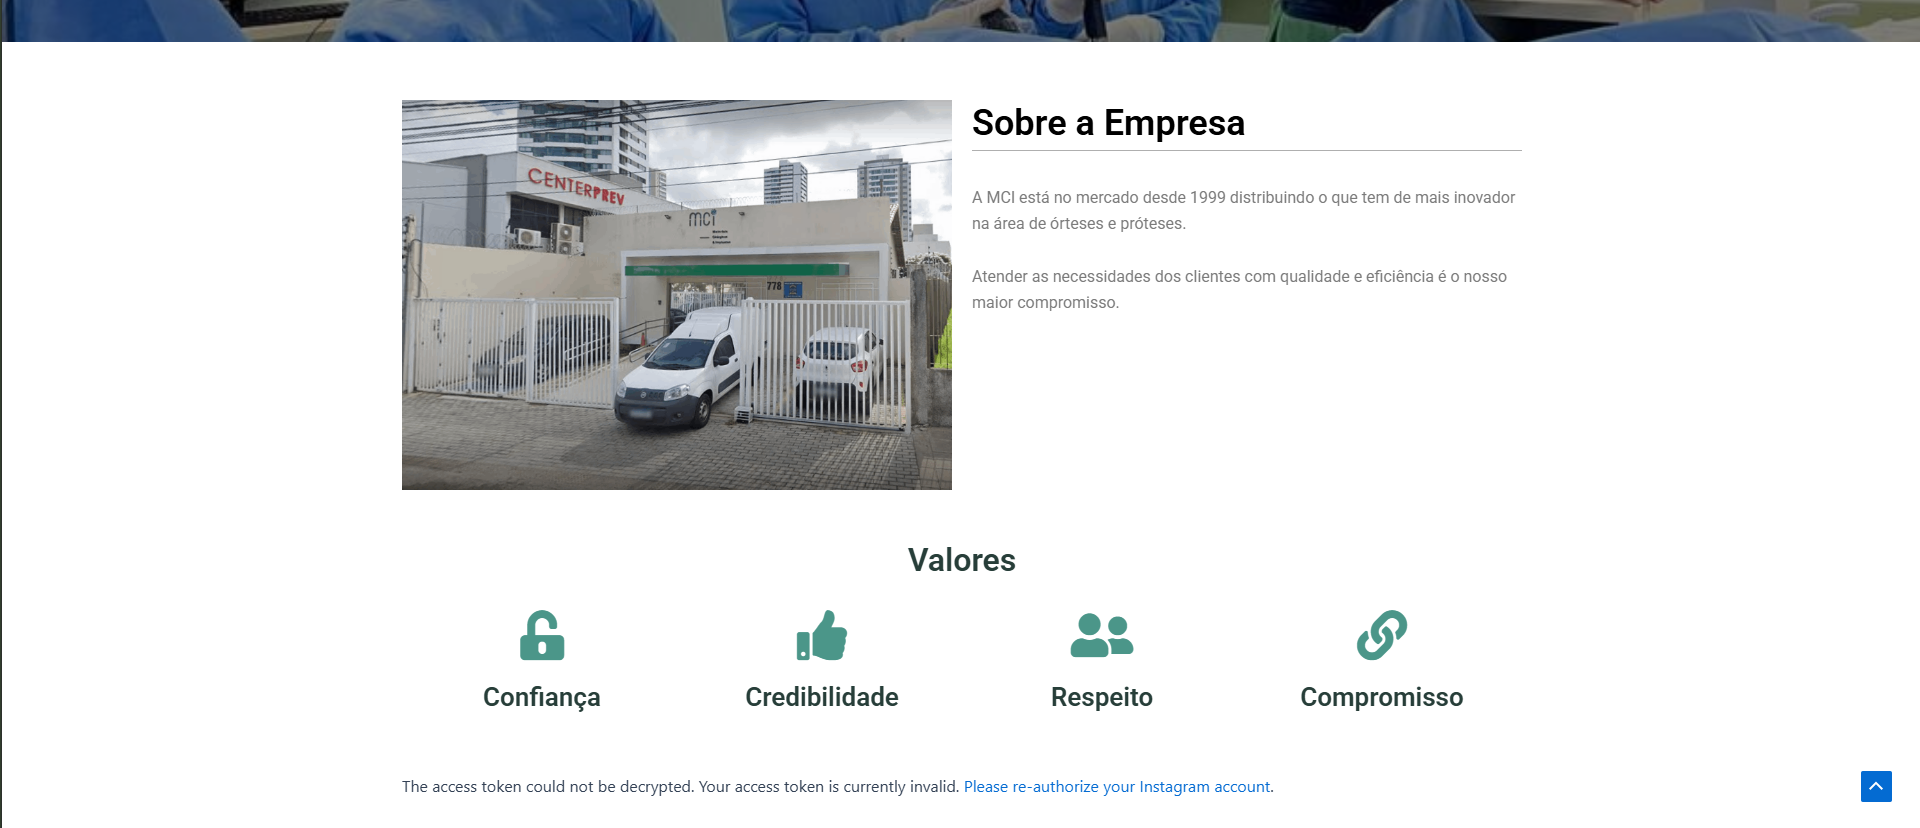 CENTERPREV
mci
778
Sobre a Empresa
A MCI está no mercado desde 1999 distribuindo o que tem de mais inovador
na área de órteses e próteses.
Atender as necessidades dos clientes com qualidade e eficiência é o nosso
maior compromisso.
Valores
Confiança
Credibilidade
Respeito
Compromisso
The access token could not be decrypted. Your access token is currently invalid. Please re-authorize your Instagram account.